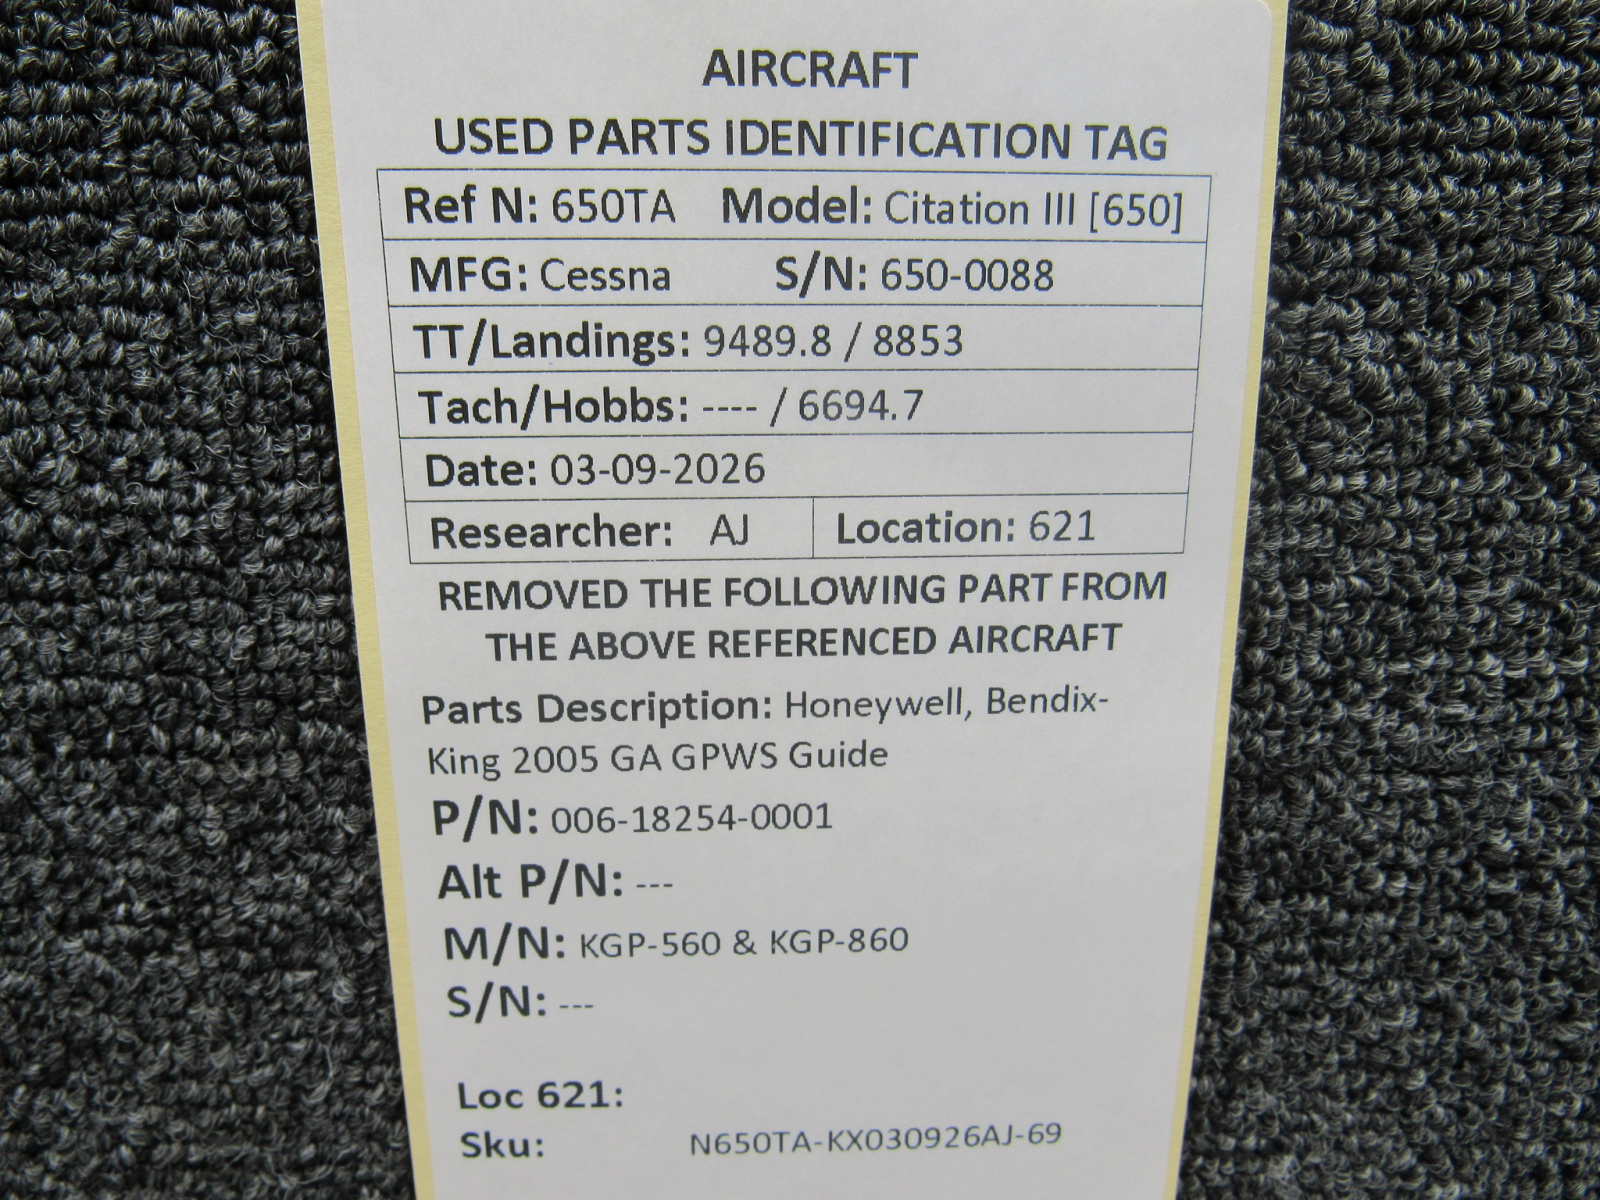 AIRCRAFT
USED PARTS IDENTIFICATION TAG
Ref N: 650TA Model: Citation III [650]
MFG: Cessna S/N: 650-0088
TT/Landings: 9489.8 / 8853
Tach/Hobbs: ---- / 6694.7
Date: 03-09-2026
Researcher: AJ Location: 621
REMOVED THE FOLLOWING PART FROM
THE ABOVE REFERENCED AIRCRAFT
Parts Description: Honeywell, Bendix-
King 2005 GA GPWS Guide
P/N: 006-18254-0001
Alt P/N: ---
M/N: KGP-560 & KGP-860
S/N: ---
Loc 621:
Sku: N650TA-KX030926AJ-69